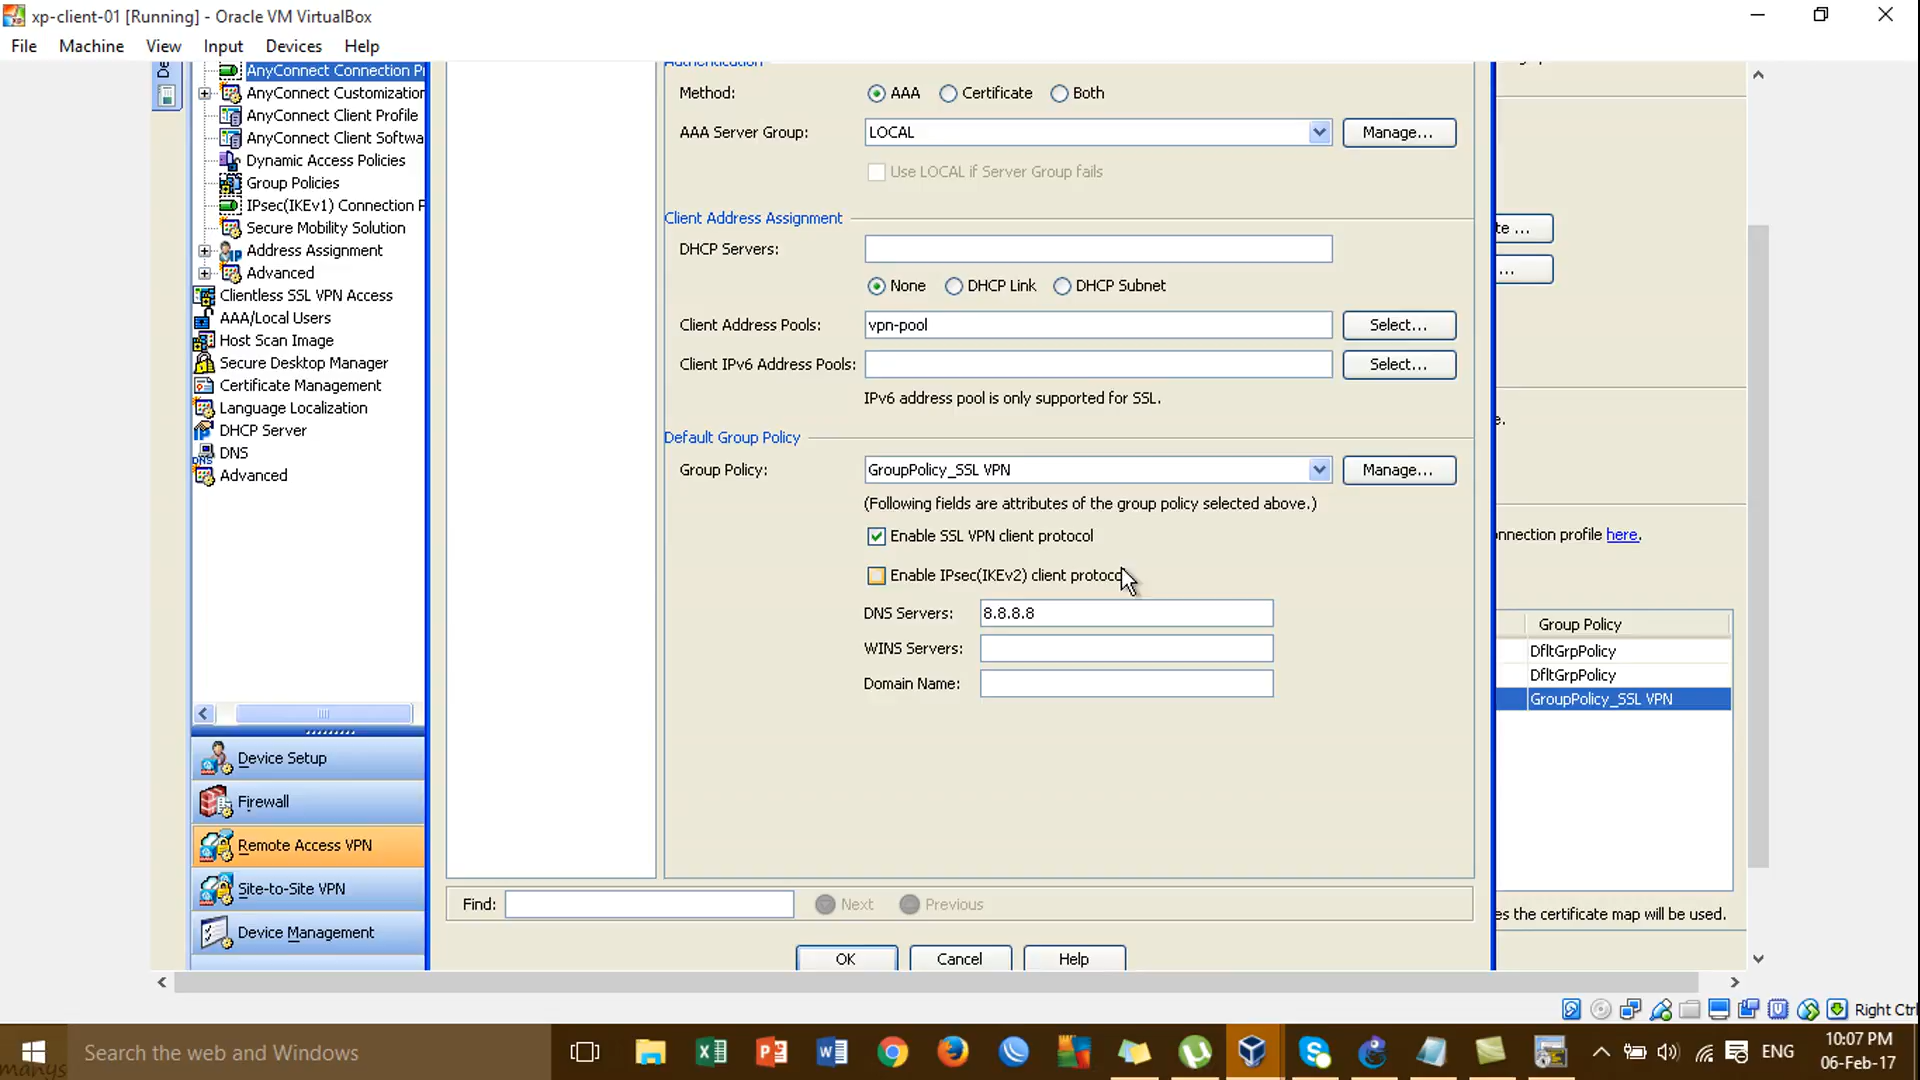 xp-client-01 [Running] - Oracle VM VirtualBox
File Machine View Input Devices Help
AnyConnect Connection P
AnyConnect Customization
AnyConnect Client Profile
AnyConnect Client Softwa
Dynamic Access Policies
Group Policies
IPsec(IKEv1) Connection P
Secure Mobility Solution
Address Assignment
Advanced
Clientless SSL VPN Access
AAA/Local Users
Host Scan Image
Secure Desktop Manager
Certificate Management
Language Localization
DHCP Server
DNS
Advanced
Device Setup
Firewall
Remote Access VPN
Site-to-Site VPN
Device Management
Authentication
Method: AAA Certificate Both
AAA Server Group: LOCAL Manage...
Use LOCAL if Server Group fails
Client Address Assignment
DHCP Servers:
None DHCP Link DHCP Subnet
Client Address Pools: vpn-pool Select...
Client IPv6 Address Pools: Select...
IPv6 address pool is only supported for SSL.
Default Group Policy
Group Policy: GroupPolicy_SSL VPN Manage...
(Following fields are attributes of the group policy selected above.)
Enable SSL VPN client protocol
Enable IPsec(IKEv2) client protoco
DNS Servers: 8.8.8.8
WINS Servers:
Domain Name:
Find: Next Previous
OK Cancel Help
te ...
...
e.
nnection profile here.
Group Policy
DfltGrpPolicy
DfltGrpPolicy
GroupPolicy_SSL VPN
es the certificate map will be used.
Right Ctrl
Search the web and Windows
ENG
10:07 PM
06-Feb-17
manys